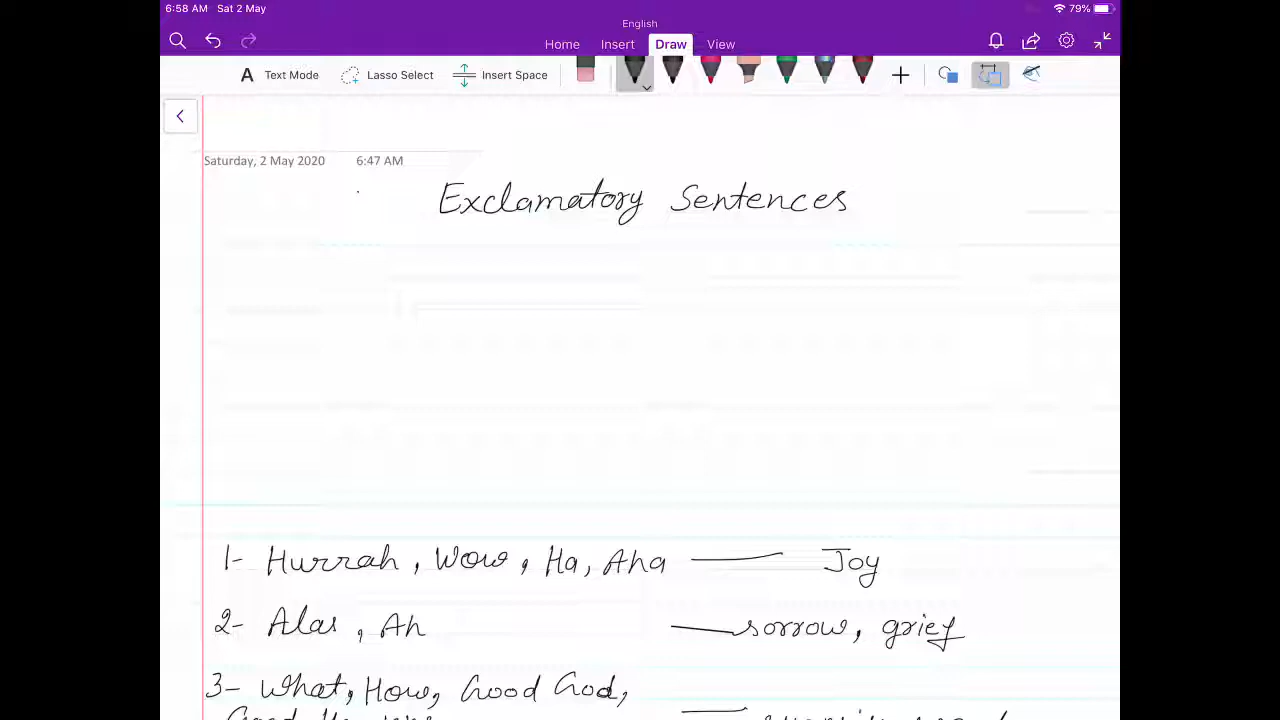 6:58 AM Sat 2 May
79%
English
Home Insert Draw View
A Text Mode Lasso Select Insert Space
Saturday, 2 May 2020 6:47 AM
Exclamatory Sentences
1- Hurrah, Wow, Ha, Aha — Joy
2- Alas, Ah — sorrow, grief
3- What, How, Good God,
Good